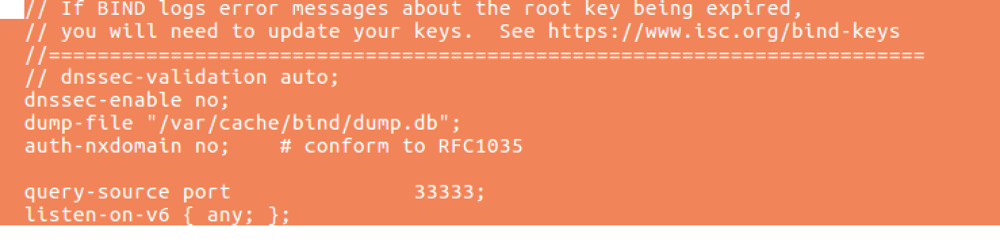 // If BIND logs error messages about the root key being expired,
// you will need to update your keys.  See https://www.isc.org/bind-keys
//========================================================================
// dnssec-validation auto;
dnssec-enable no;
dump-file "/var/cache/bind/dump.db";
auth-nxdomain no;    # conform to RFC1035
query-source port               33333;
listen-on-v6 { any; };